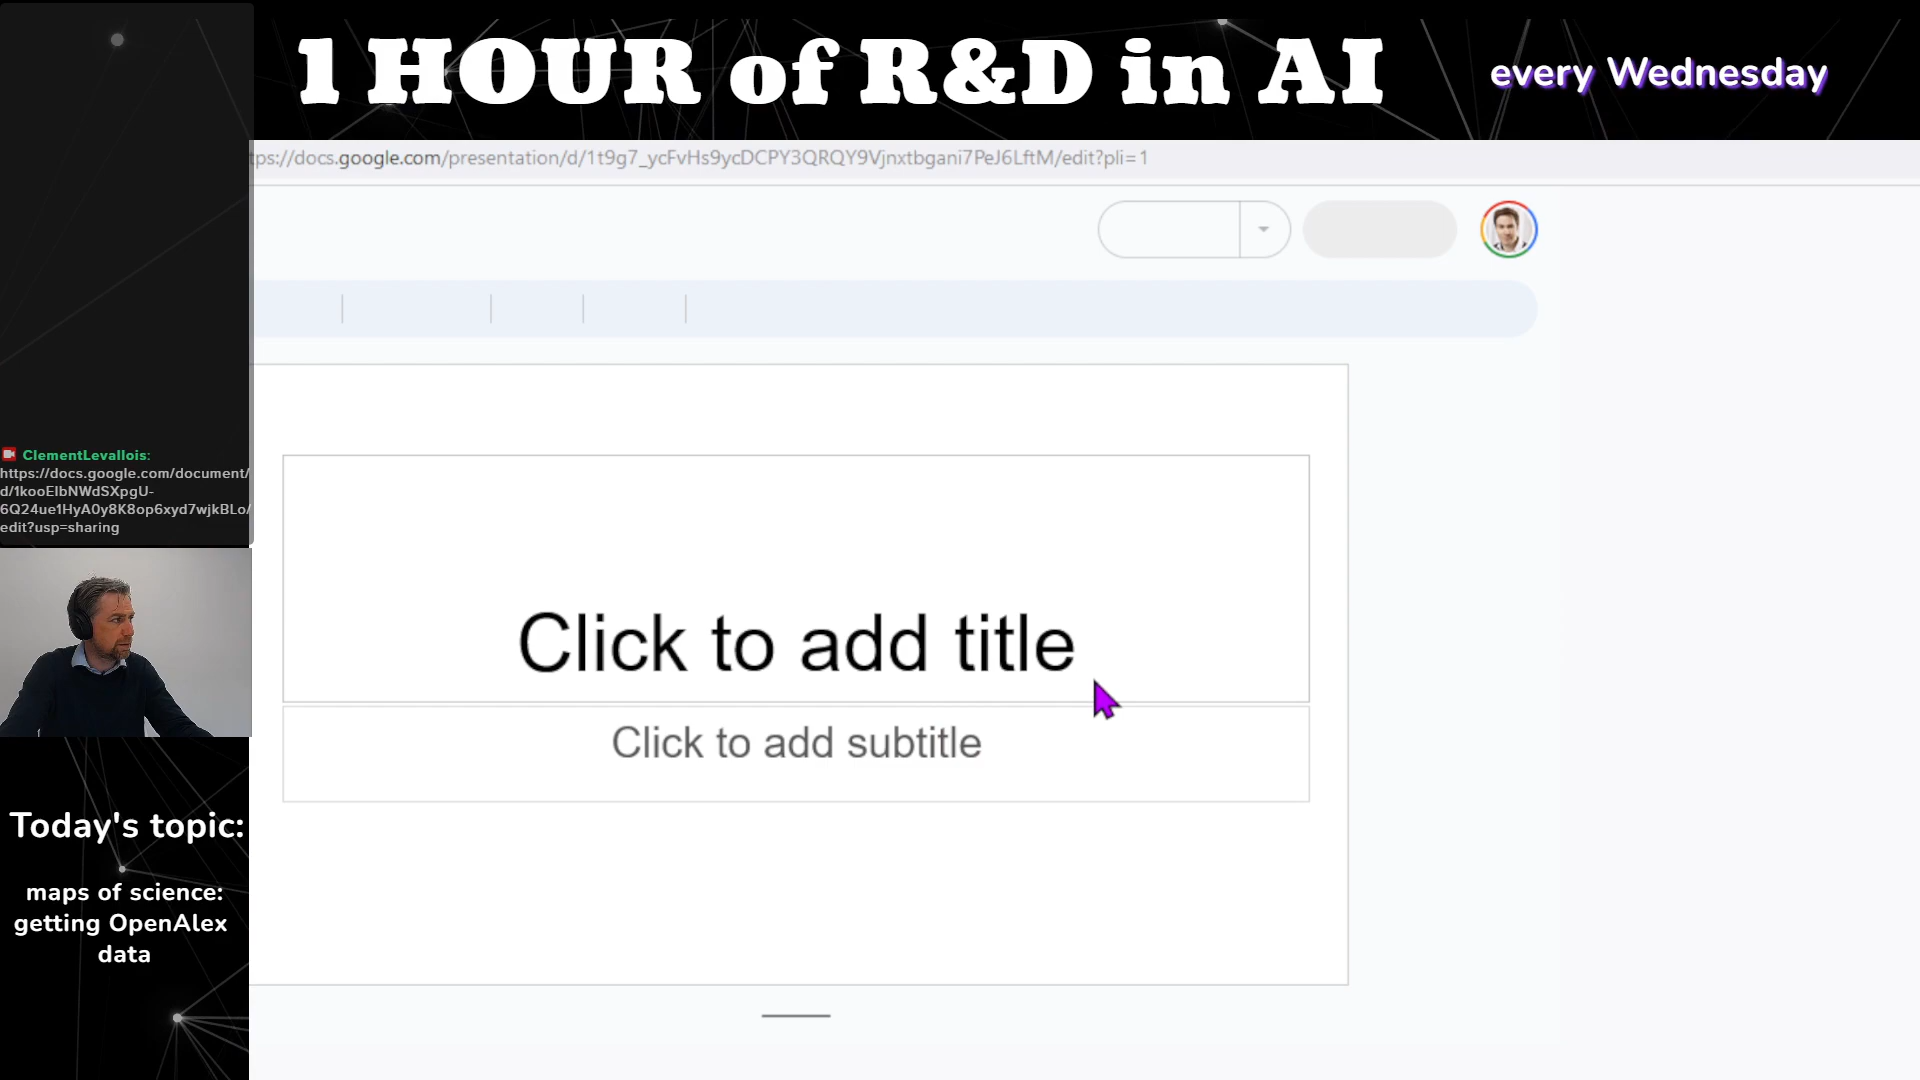 1 HOUR of R&D in AI
every Wednesday
tps://docs.google.com/presentation/d/1t9g7_ycFvHs9ycDCPY3QRQY9Vjnxtbgani7PeJ6LftM/edit?pli=1
ClementLevallois:
https://docs.google.com/document/
d/1kooEIbNWdSXpgU-
6Q24ue1HyA0y8K8op6xyd7wjkBLo/
edit?usp=sharing
Click to add title
Click to add subtitle
Today's topic:
maps of science:
getting OpenAlex
data